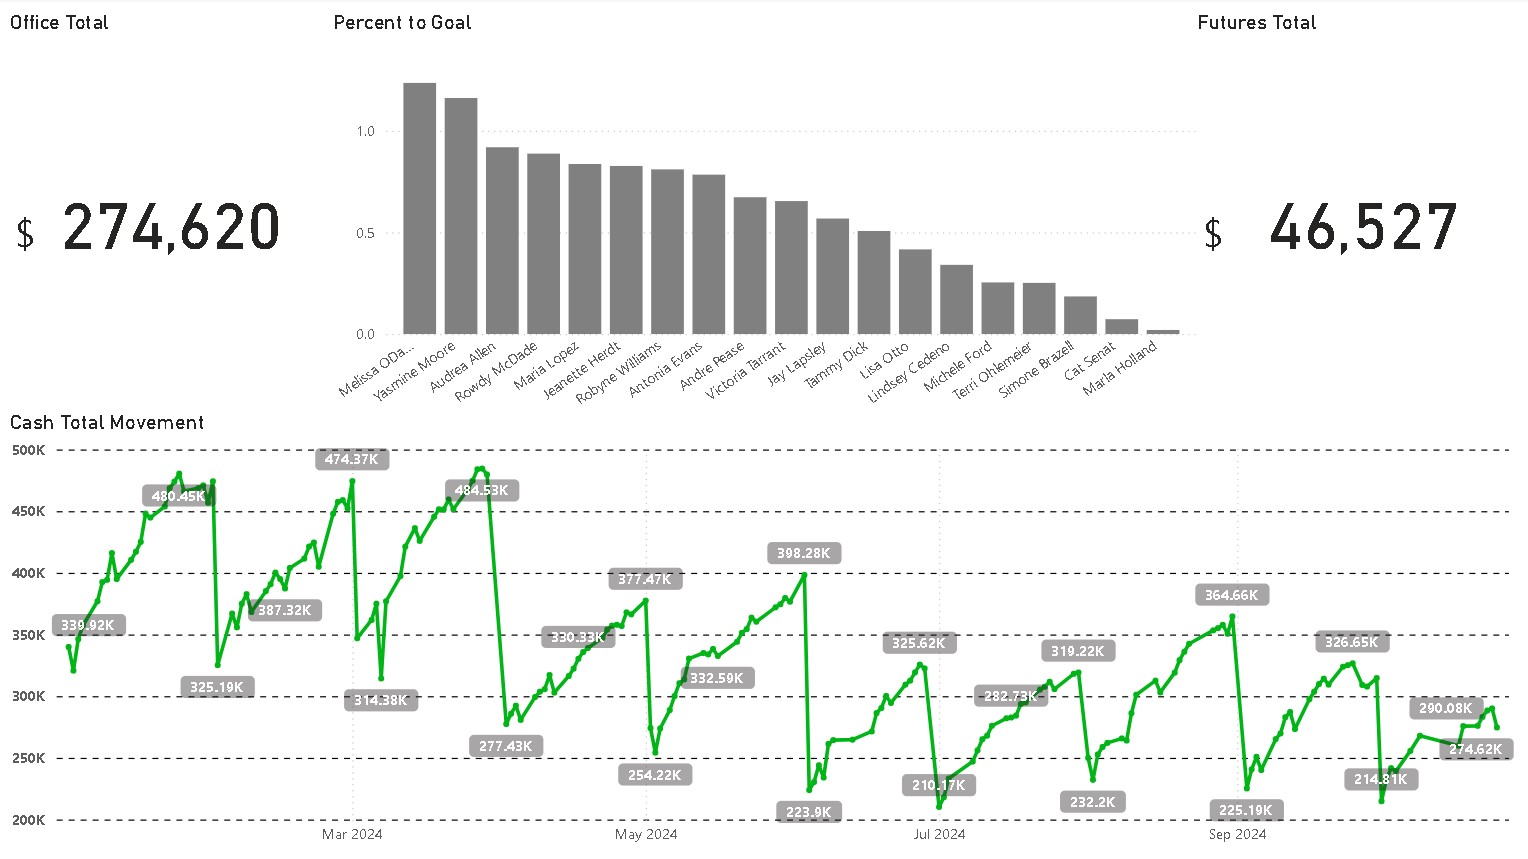 Office Total
Percent to Goal
Futures Total
$ 274,620
1.0
0.5
0.0
Melissa ODa...
Yasmine Moore
Audrea Allen
Rowdy McDade
Maria Lopez
Jeanette Herdt
Robyne Williams
Antonia Evans
Andre Pease
Victoria Tarrant
Jay Lapsley
Tammy Dick
Lisa Otto
Lindsey Cedeno
Michele Ford
Terri Ohlemeier
Simone Brazell
Cat Senat
Marla Holland
$ 46,527
Cash Total Movement
500K
450K
400K
350K
300K
250K
200K
339.92K
480.45K
325.19K
387.32K
474.37K
314.38K
484.53K
277.43K
330.33K
377.47K
254.22K
332.59K
398.28K
223.9K
325.62K
210.17K
282.73K
319.22K
232.2K
364.66K
225.19K
326.65K
214.81K
290.08K
274.62K
Mar 2024
May 2024
Jul 2024
Sep 2024